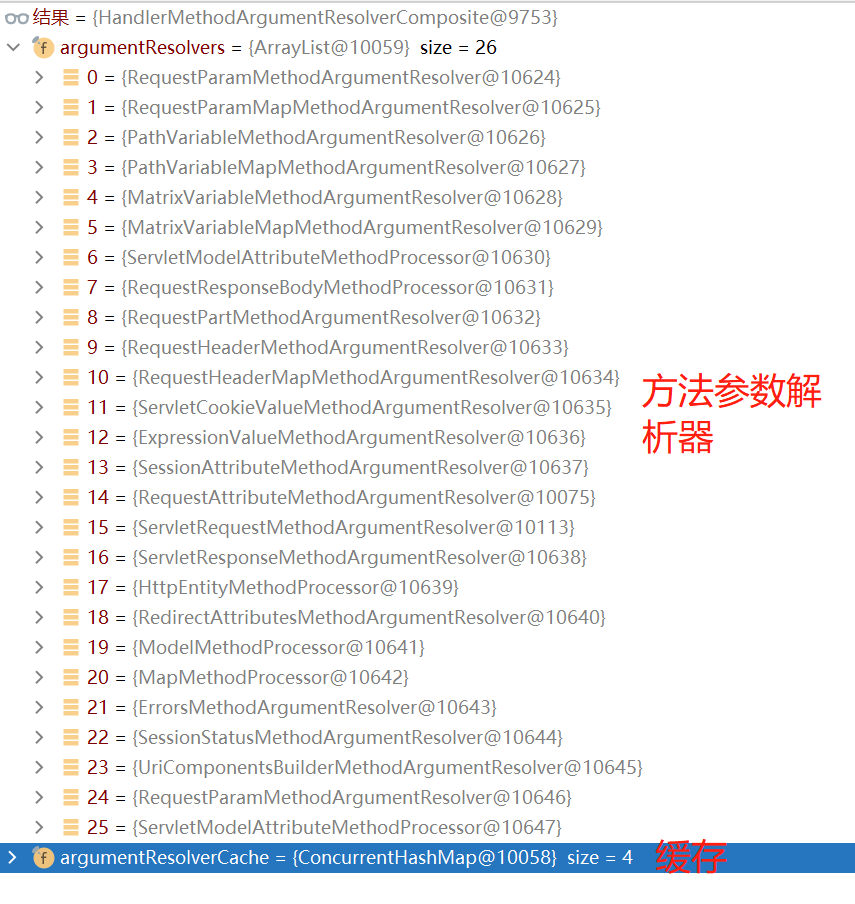 结果 = {HandlerMethodArgumentResolverComposite@9753}
f argumentResolvers = {ArrayList@10059} size = 26
0 = {RequestParamMethodArgumentResolver@10624}
1 = {RequestParamMapMethodArgumentResolver@10625}
2 = {PathVariableMethodArgumentResolver@10626}
3 = {PathVariableMapMethodArgumentResolver@10627}
4 = {MatrixVariableMethodArgumentResolver@10628}
5 = {MatrixVariableMapMethodArgumentResolver@10629}
6 = {ServletModelAttributeMethodProcessor@10630}
7 = {RequestResponseBodyMethodProcessor@10631}
8 = {RequestPartMethodArgumentResolver@10632}
9 = {RequestHeaderMethodArgumentResolver@10633}
10 = {RequestHeaderMapMethodArgumentResolver@10634}
11 = {ServletCookieValueMethodArgumentResolver@10635}
12 = {ExpressionValueMethodArgumentResolver@10636}
13 = {SessionAttributeMethodArgumentResolver@10637}
14 = {RequestAttributeMethodArgumentResolver@10075}
15 = {ServletRequestMethodArgumentResolver@10113}
16 = {ServletResponseMethodArgumentResolver@10638}
17 = {HttpEntityMethodProcessor@10639}
18 = {RedirectAttributesMethodArgumentResolver@10640}
19 = {ModelMethodProcessor@10641}
20 = {MapMethodProcessor@10642}
21 = {ErrorsMethodArgumentResolver@10643}
22 = {SessionStatusMethodArgumentResolver@10644}
23 = {UriComponentsBuilderMethodArgumentResolver@10645}
24 = {RequestParamMethodArgumentResolver@10646}
25 = {ServletModelAttributeMethodProcessor@10647}
方法参数解
析器
f argumentResolverCache = {ConcurrentHashMap@10058} size = 4
缓存